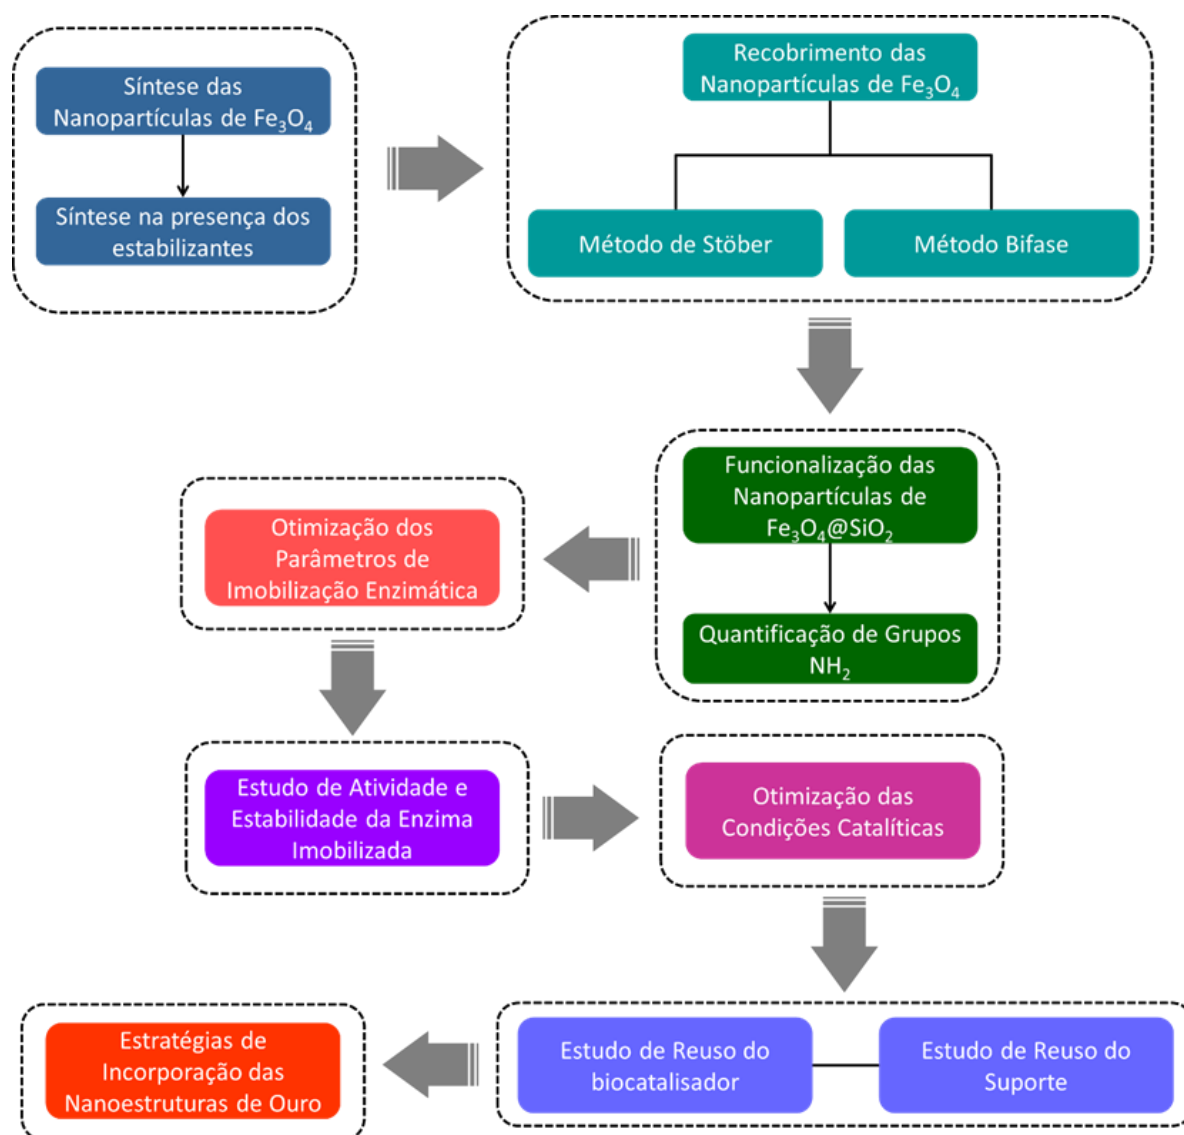 Síntese das
Nanopartículas de Fe₃O₄
Síntese na presença dos
estabilizantes
Recobrimento das
Nanopartículas de Fe₃O₄
Método de Stöber
Método Bifase
Funcionalização das
Nanopartículas de
Fe₃O₄@SiO₂
Quantificação de Grupos
NH₂
Otimização dos
Parâmetros de
Imobilização Enzimática
Estudo de Atividade e
Estabilidade da Enzima
Imobilizada
Otimização das
Condições Catalíticas
Estudo de Reuso do
biocatalisador
Estudo de Reuso do
Suporte
Estratégias de
Incorporação das
Nanoestruturas de Ouro